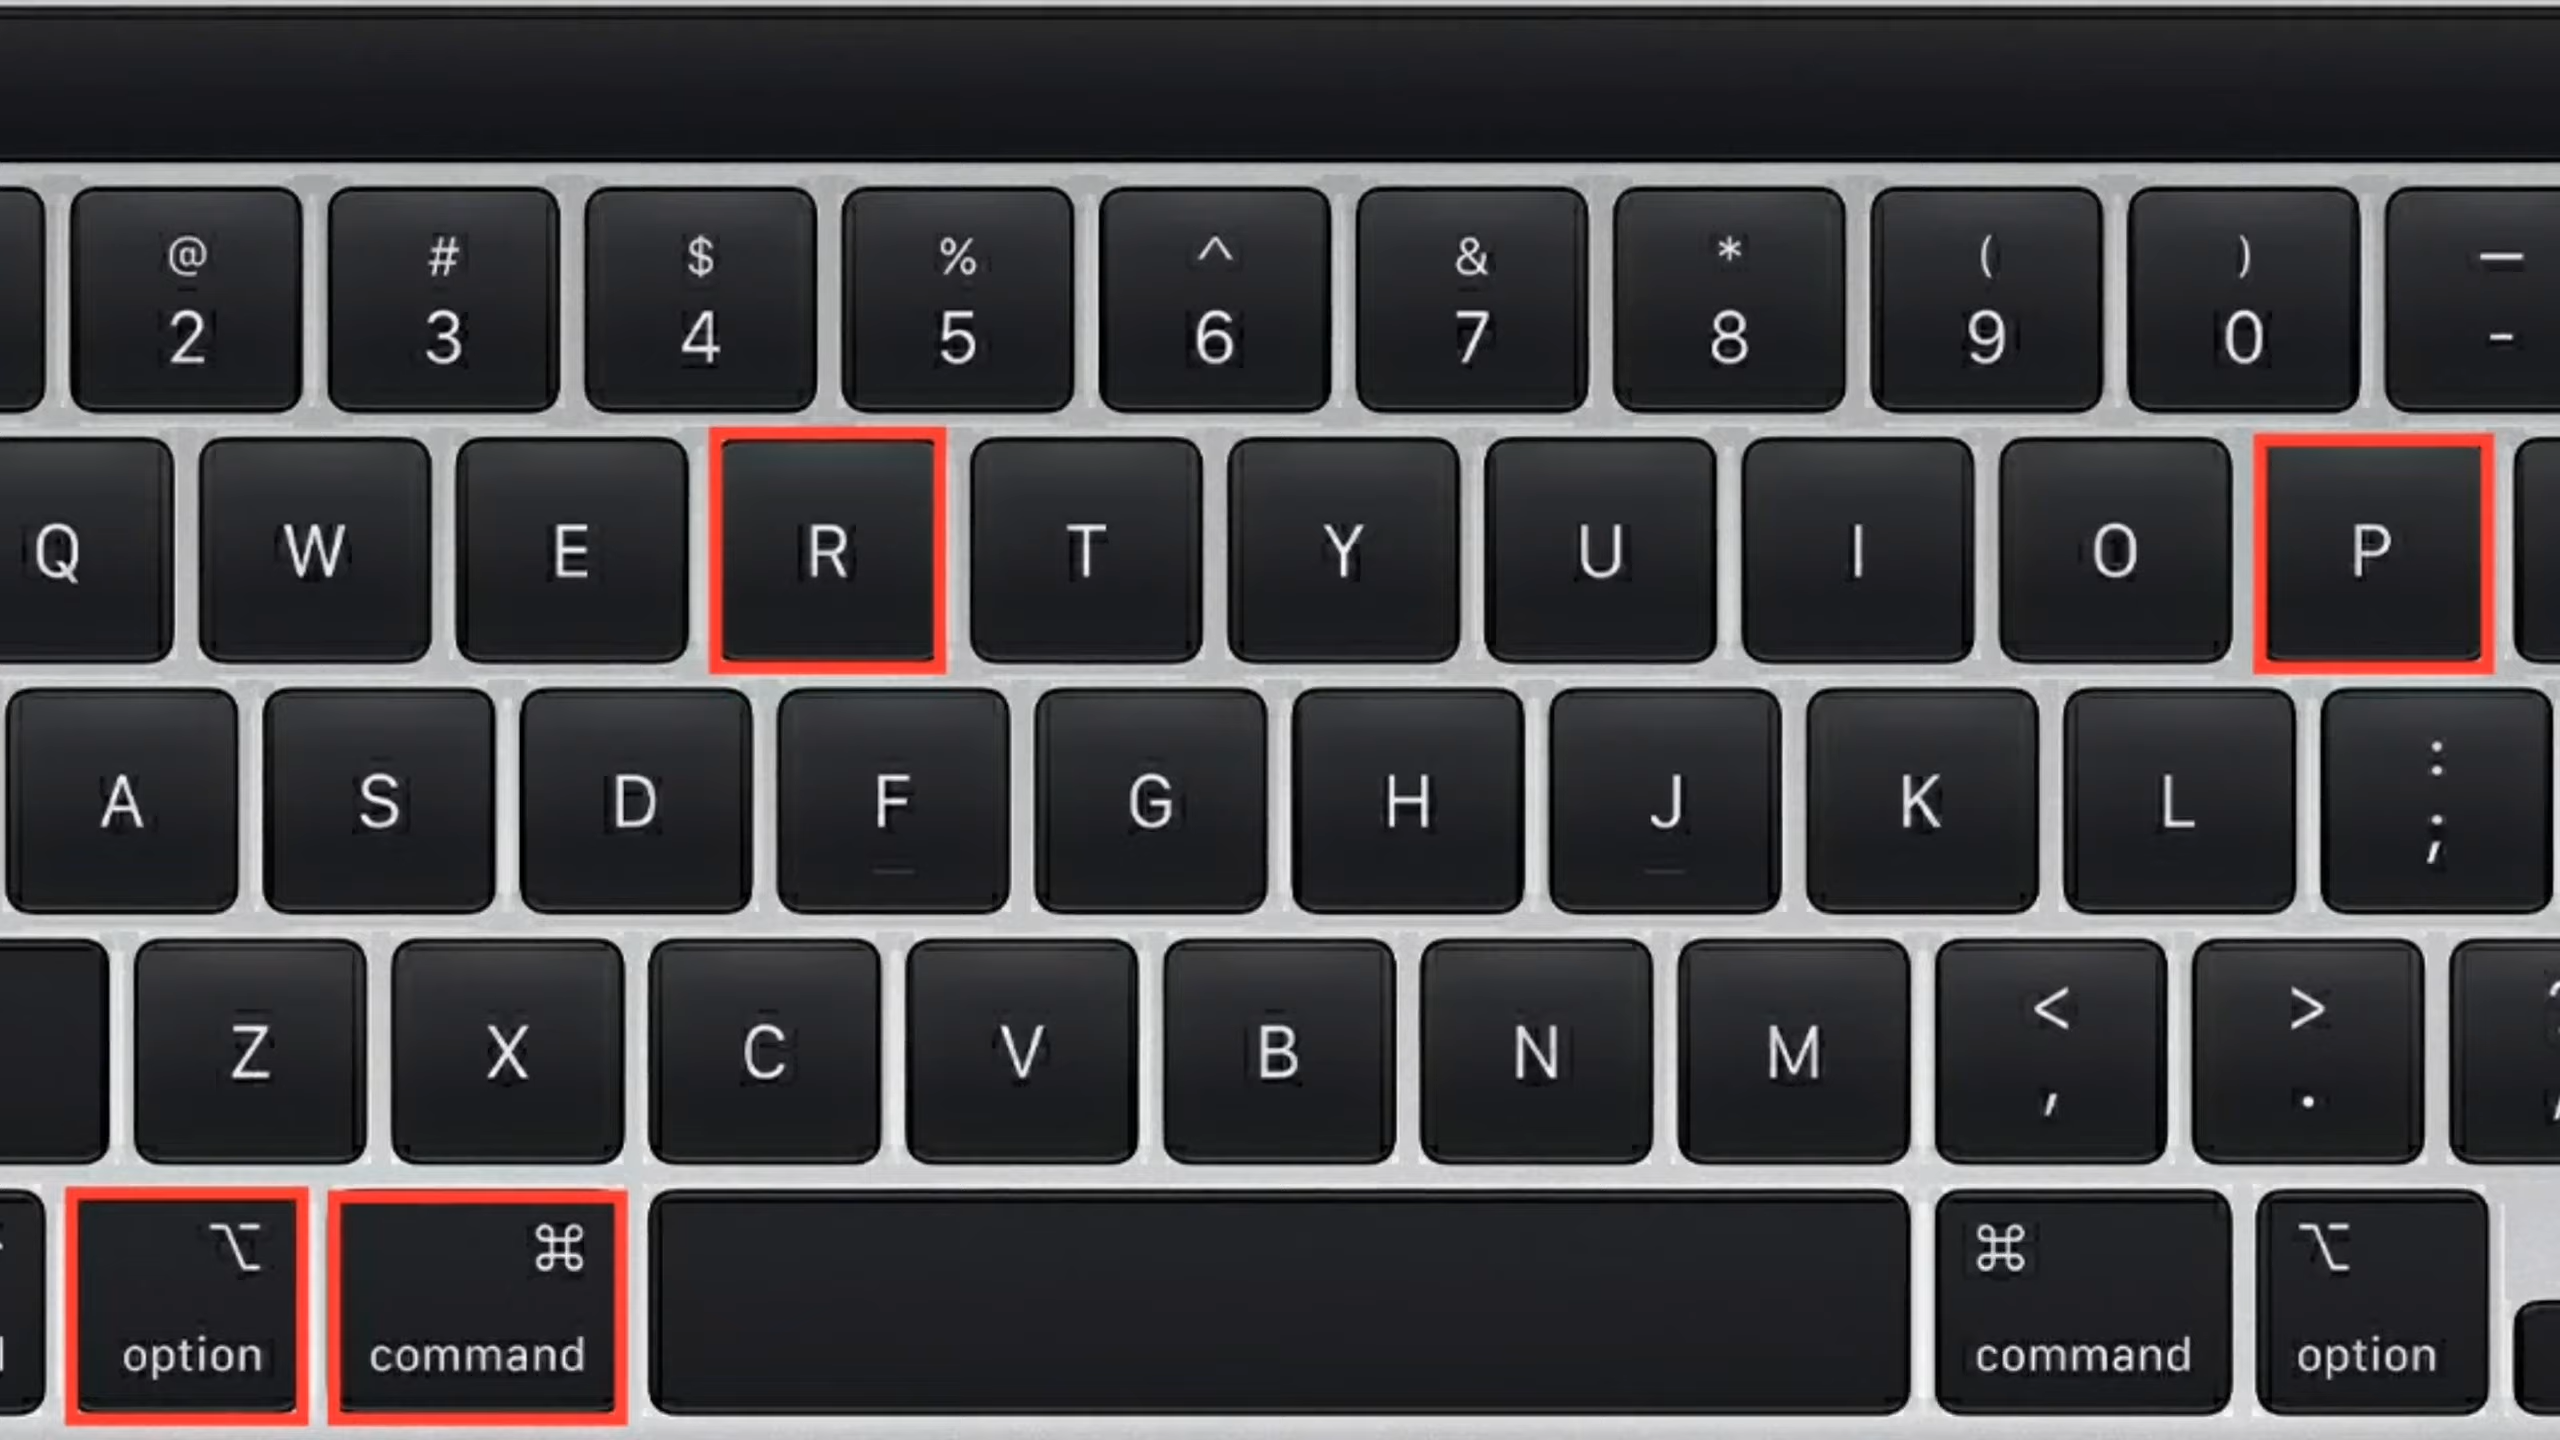 @ # $ % ^ & * ( ) —
2 3 4 5 6 7 8 9 0 -
Q W E R T Y U I O P
A S D F G H J K L : ;
Z X C V B N M < , > .
⌥ ⌘ ⌘ ⌥
option command command option